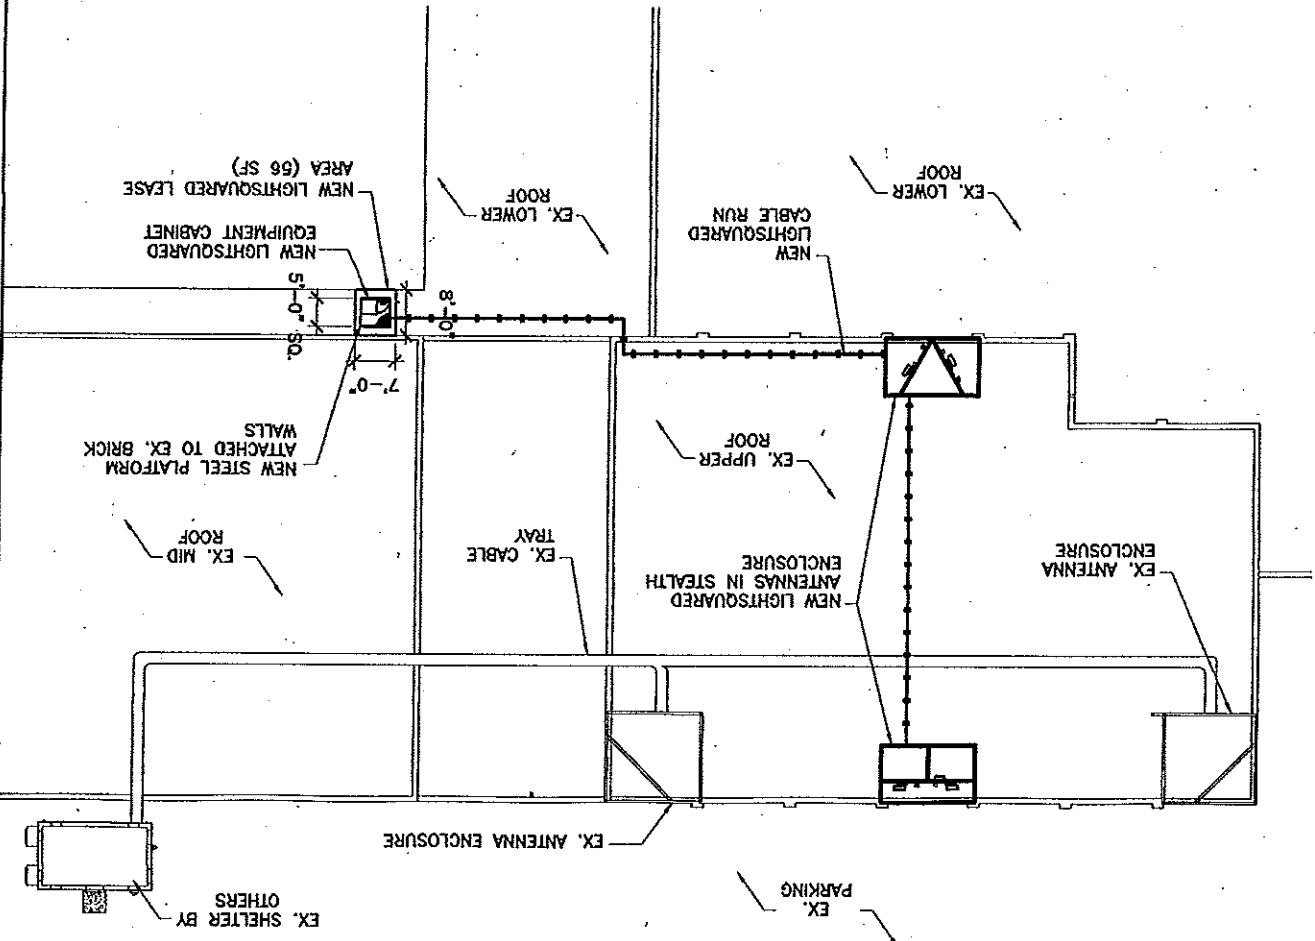 EX.
PARKING
EX. SHELTER BY
OTHERS
EX. ANTENNA ENCLOSURE
EX. ANTENNA
ENCLOSURE
NEW LIGHTSQUARED
ANTENNAS IN STEALTH
ENCLOSURE
EX. CABLE
TRAY
EX. MID
ROOF
EX. UPPER
ROOF
NEW STEEL PLATFORM
ATTACHED TO EX. BRICK
WALLS
7'-0"
8'-0"
5'-0" SQ.
NEW LIGHTSQUARED
EQUIPMENT CABINET
NEW LIGHTSQUARED LEASE
AREA (56 SF)
NEW
LIGHTSQUARED
CABLE RUN
EX. LOWER
ROOF
EX. LOWER
ROOF